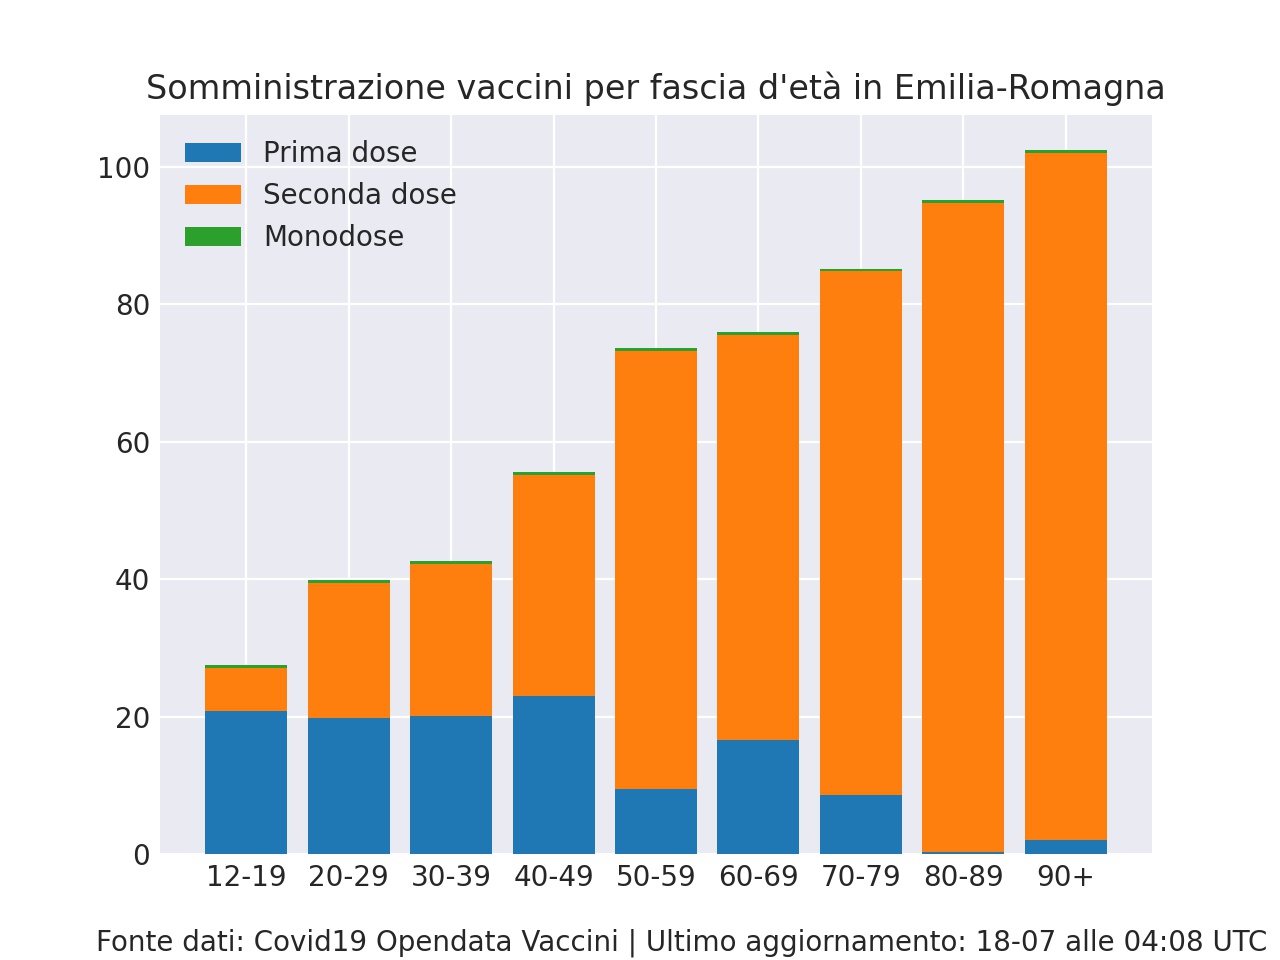 Somministrazione vaccini per fascia d'età in Emilia-Romagna
Prima dose
Seconda dose
Monodose
100
80
60
40
20
0
12-19 20-29 30-39 40-49 50-59 60-69 70-79 80-89 90+
Fonte dati: Covid19 Opendata Vaccini | Ultimo aggiornamento: 18-07 alle 04:08 UTC